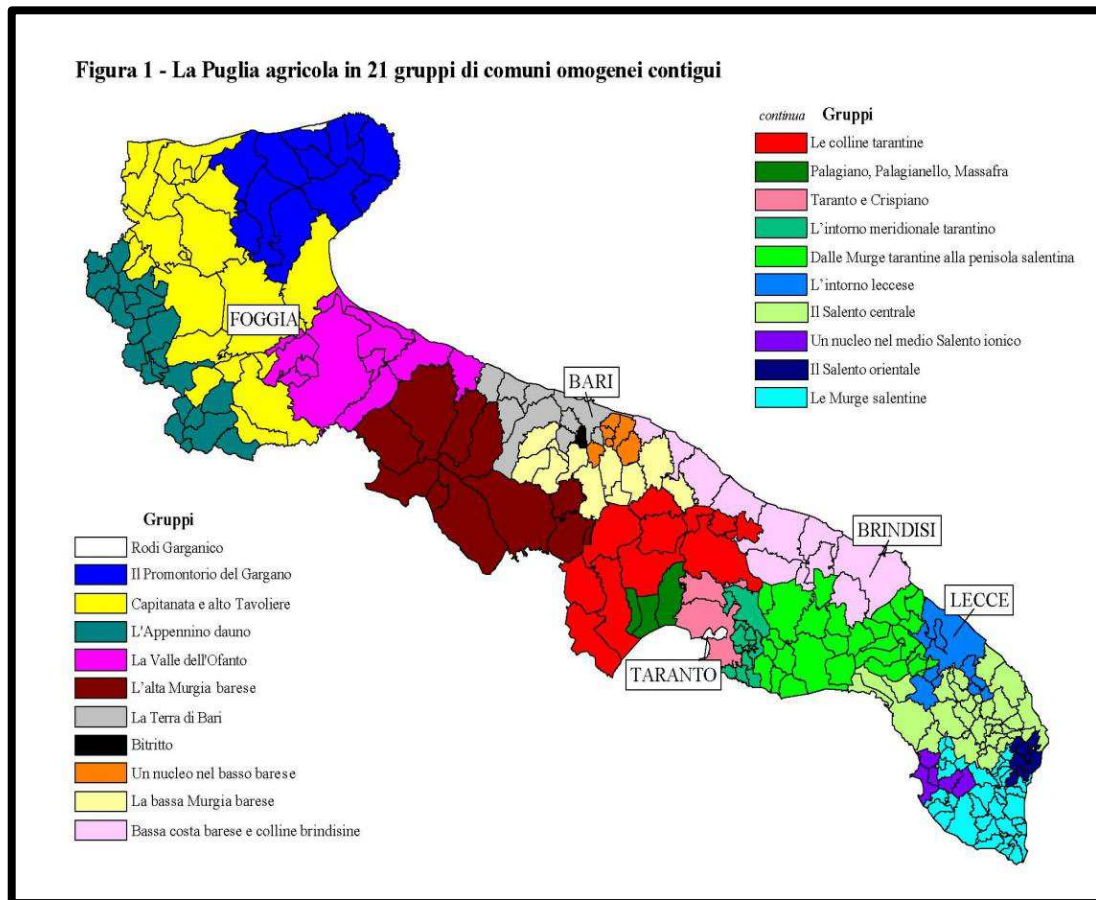 Figura 1 - La Puglia agricola in 21 gruppi di comuni omogenei contigui
continua Gruppi
Le colline tarantine
Palagiano, Palagianello, Massafra
Taranto e Crispiano
L'intorno meridionale tarantino
Dalle Murge tarantine alla penisola salentina
L'intorno leccese
Il Salento centrale
Un nucleo nel medio Salento ionico
Il Salento orientale
Le Murge salentine
FOGGIA
BARI
BRINDISI
LECCE
TARANTO
Gruppi
Rodi Garganico
Il Promontorio del Gargano
Capitanata e alto Tavoliere
L'Appennino dauno
La Valle dell'Ofanto
L'alta Murgia barese
La Terra di Bari
Bitritto
Un nucleo nel basso barese
La bassa Murgia barese
Bassa costa barese e colline brindisine